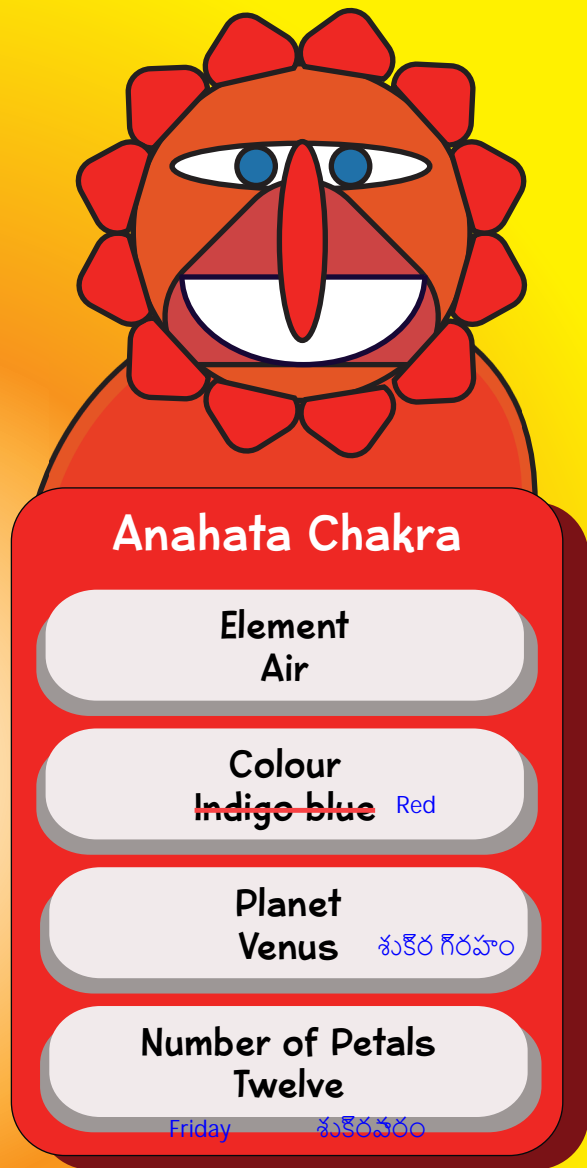 Anahata Chakra
Element
Air
Colour
Indigo blue Red
Planet
Venus శుక్‌ర గ్‌రహం
Number of Petals
Twelve
Friday శుక్‌రవారం